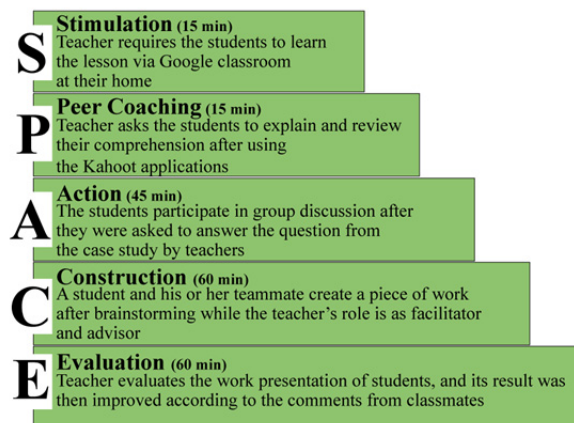 S
Stimulation (15 min)
Teacher requires the students to learn
the lesson via Google classroom
at their home
P
Peer Coaching (15 min)
Teacher asks the students to explain and review
their comprehension after using
the Kahoot applications
A
Action (45 min)
The students participate in group discussion after
they were asked to answer the question from
the case study by teachers
C
Construction (60 min)
A student and his or her teammate create a piece of work
after brainstorming while the teacher's role is as facilitator
and advisor
E
Evaluation (60 min)
Teacher evaluates the work presentation of students, and its result was
then improved according to the comments from classmates